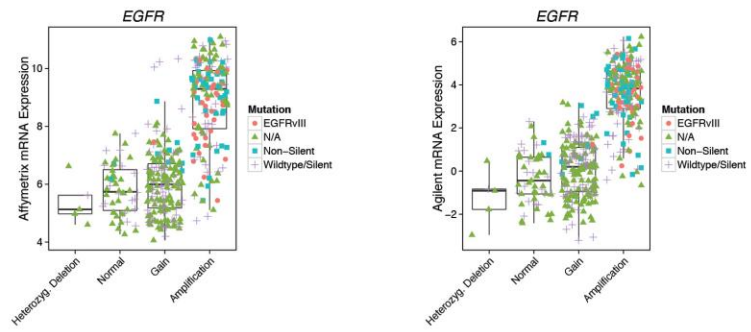 EGFR
Affymetrix mRNA Expression
10
8
6
4
Heterozyg. Deletion
Normal
Gain
Amplification
Mutation
EGFRvIII
N/A
Non-Silent
Wildtype/Silent
EGFR
Agilent mRNA Expression
6
4
2
0
−2
Heterozyg. Deletion
Normal
Gain
Amplification
Mutation
EGFRvIII
N/A
Non-Silent
Wildtype/Silent